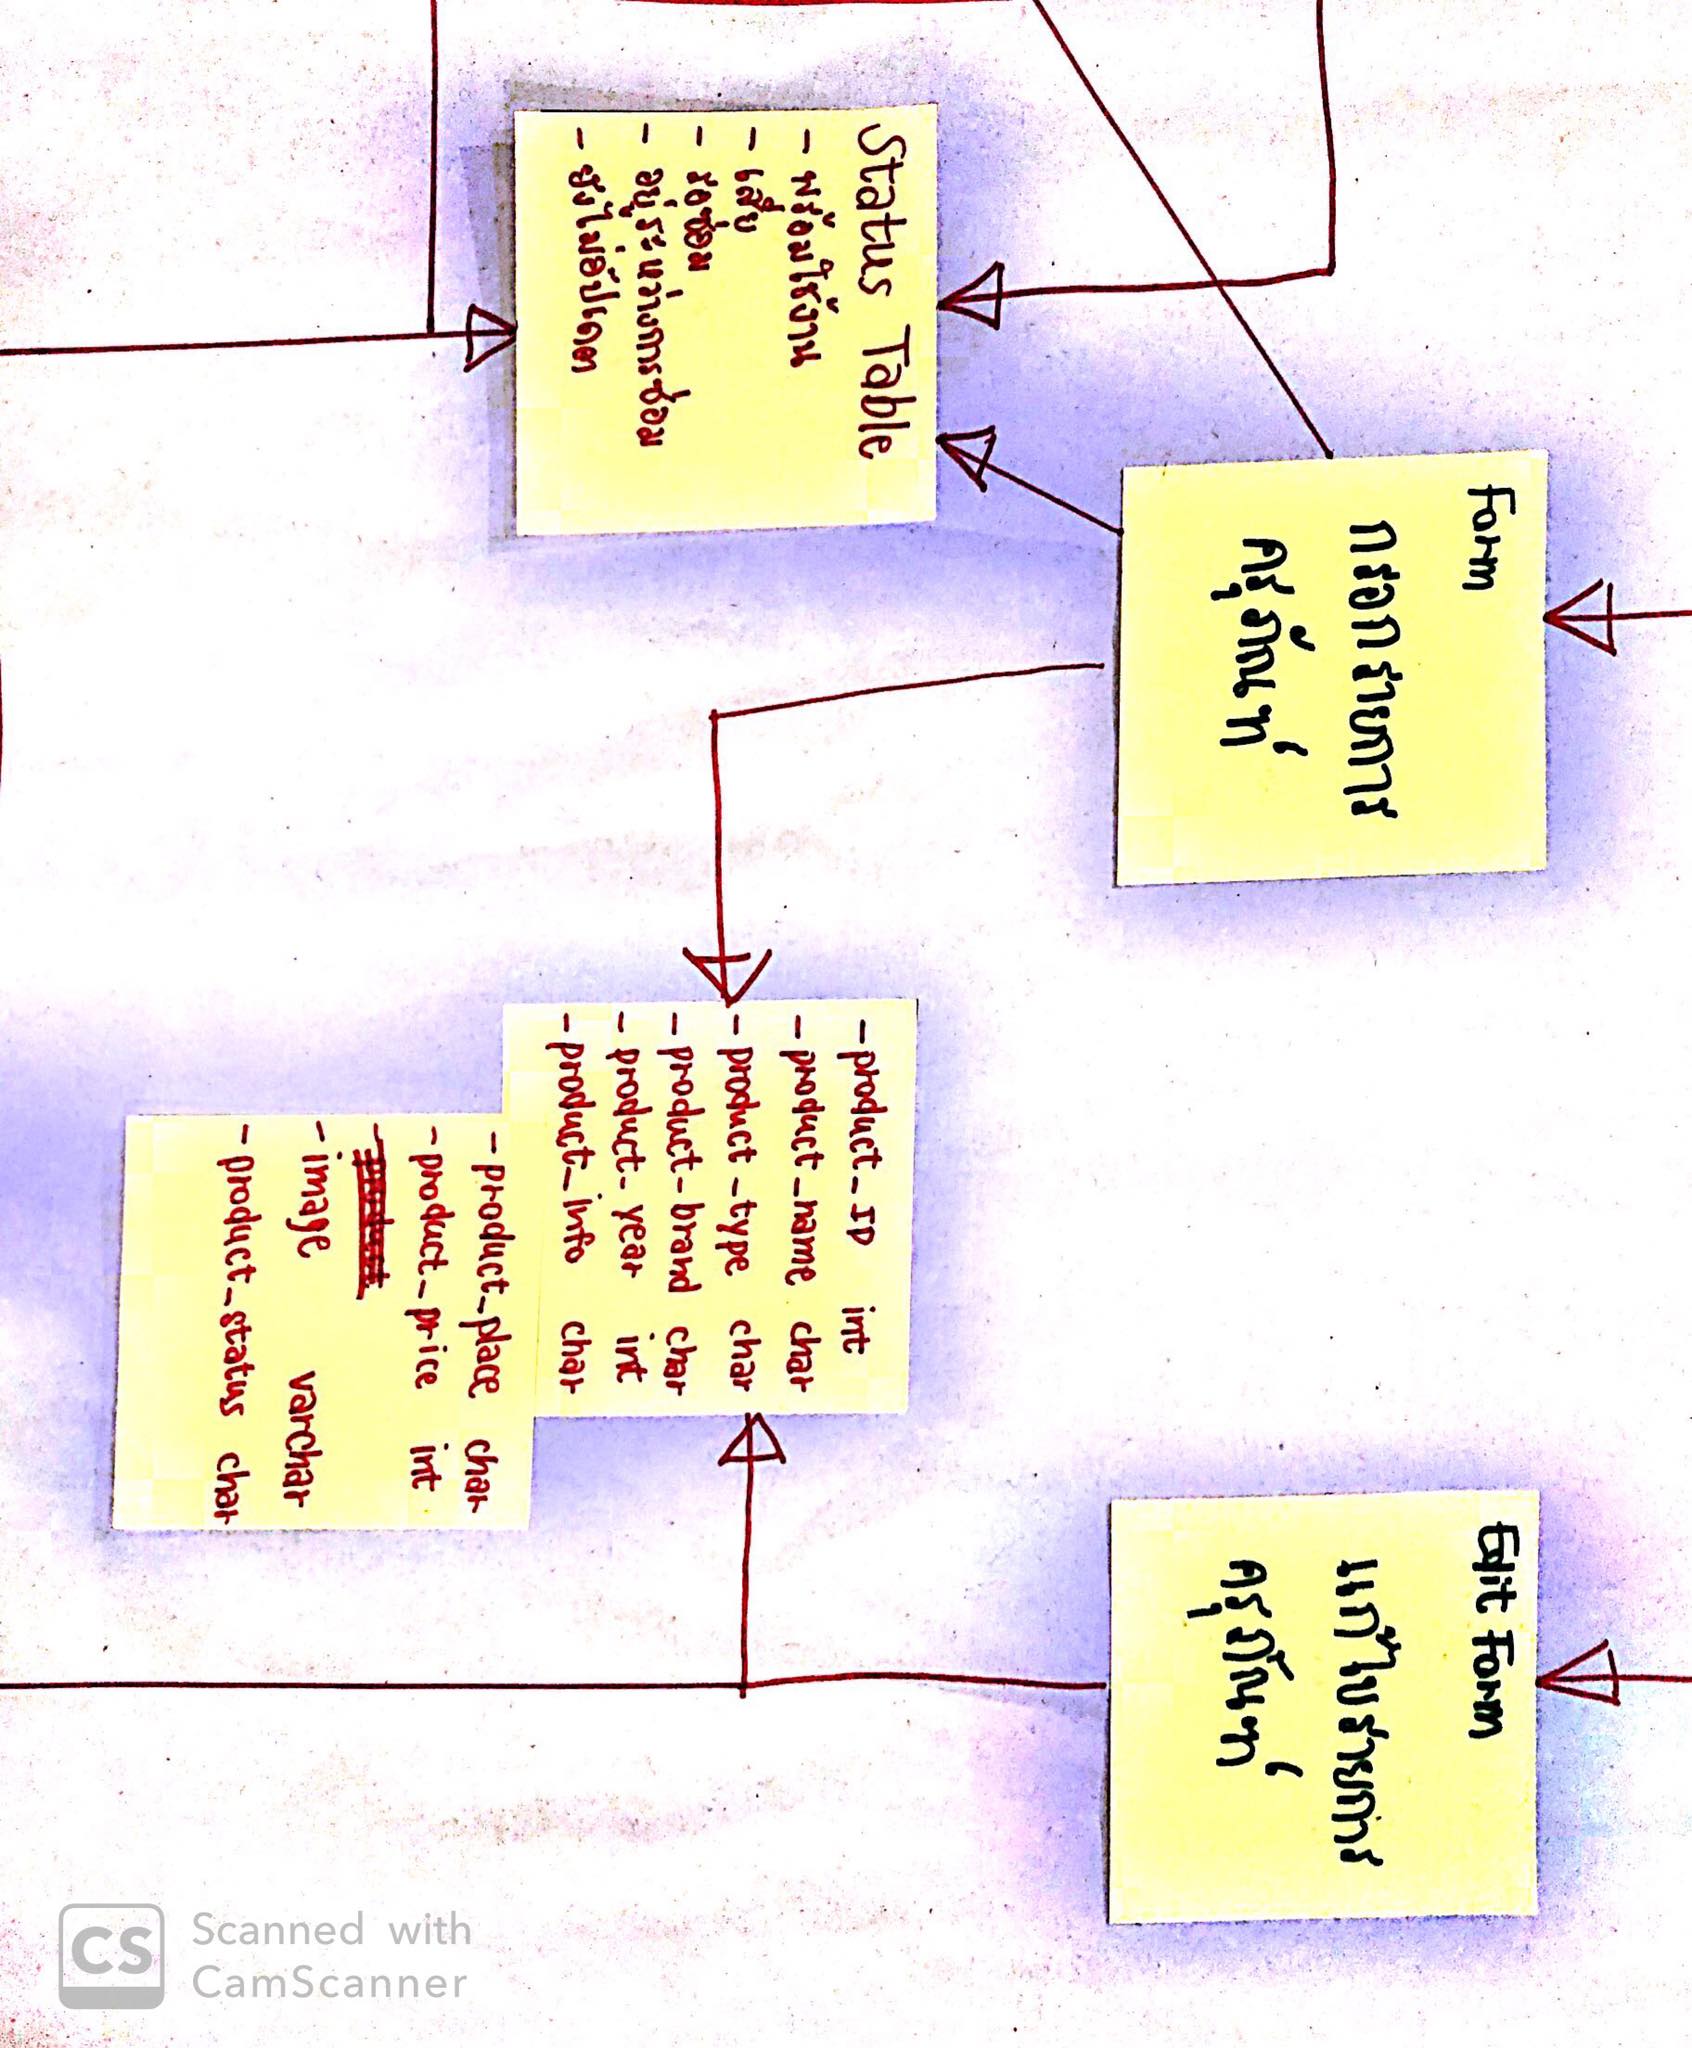 Status Table
- พร้อมใช้งาน
- เสีย
- รอซ่อม
- อยู่ระหว่างการซ่อม
- ยังไม่อัปเดต
Form
กรอกรายการ
ครุภัณฑ์
- product_ID int
- product_name char
- product_type char
- product_brand char
- product_year int
- product_info char
- product_place char
- product_price int
- image varchar
- product_status char
Edit Form
แก้ไขรายการ
ครุภัณฑ์
CS
Scanned with
CamScanner